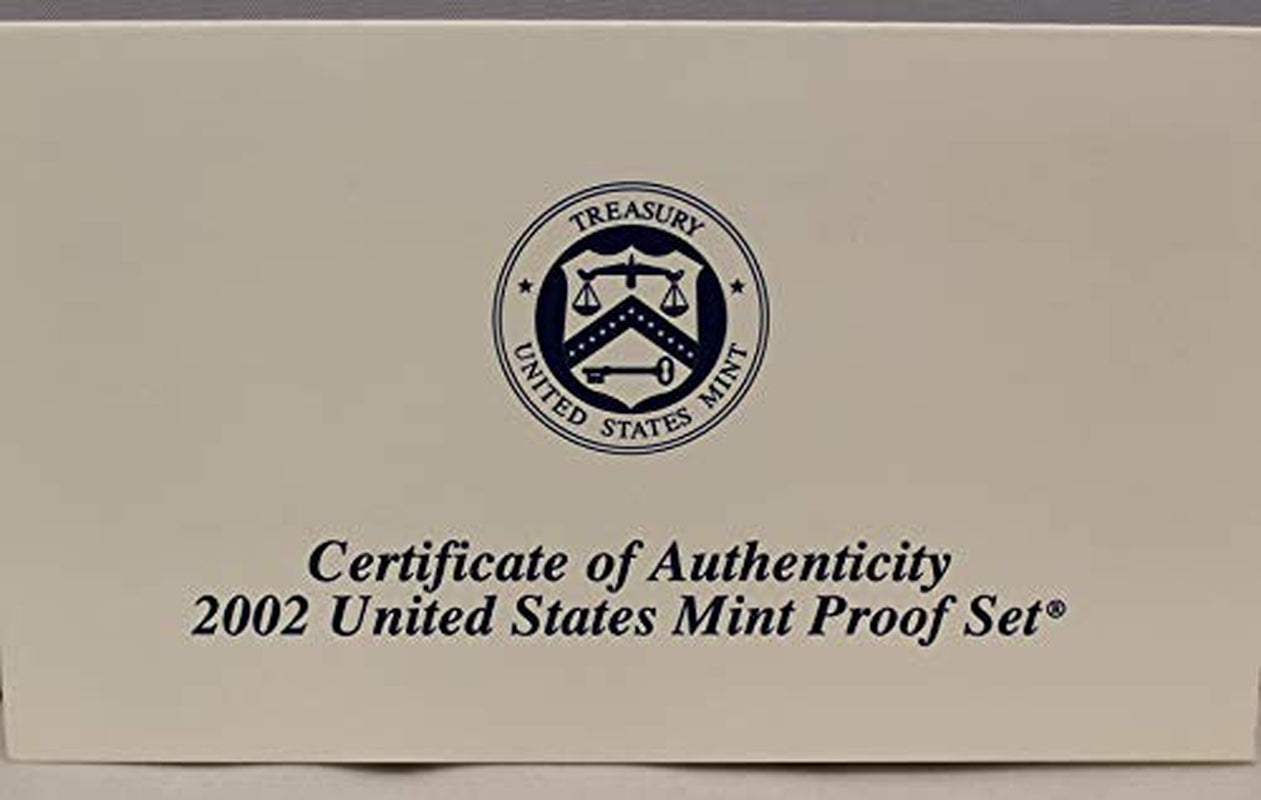 TREASURY
UNITED STATES MINT
Certificate of Authenticity
2002 United States Mint Proof Set®